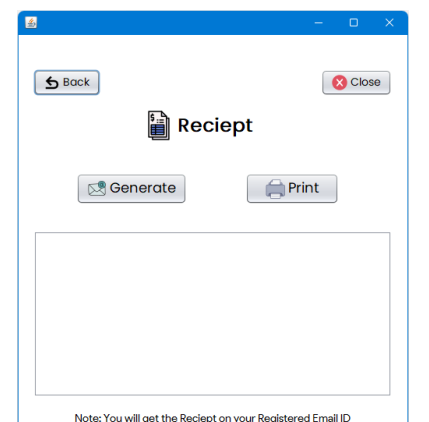 Back
Close
Reciept
Generate
Print
Note: You will get the Reciept on your Registered Email ID